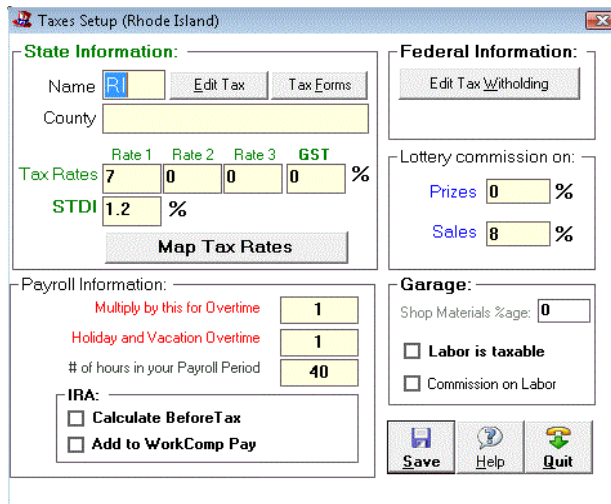 Taxes Setup (Rhode Island)
State Information:
Name RI Edit Tax Tax Forms
County
Rate 1 Rate 2 Rate 3 GST
Tax Rates 7 0 0 0 %
STDI 1.2 %
Map Tax Rates
Federal Information:
Edit Tax Witholding
Lottery commission on:
Prizes 0 %
Sales 8 %
Payroll Information:
Multiply by this for Overtime 1
Holiday and Vacation Overtime 1
# of hours in your Payroll Period 40
IRA:
Calculate BeforeTax
Add to WorkComp Pay
Garage:
Shop Materials %age: 0
Labor is taxable
Commission on Labor
Save Help Quit